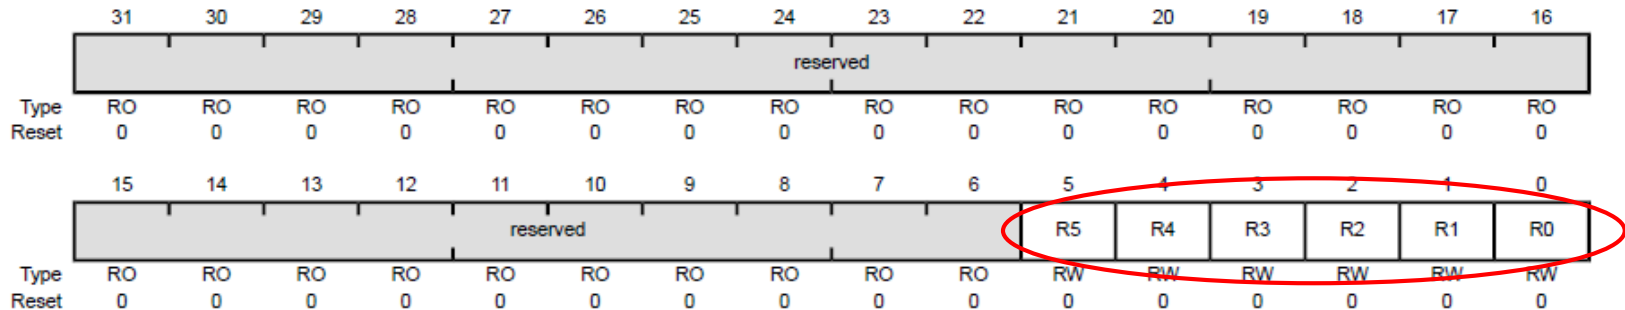 31 30 29 28 27 26 25 24 23 22 21 20 19 18 17 16
reserved
Type RO RO RO RO RO RO RO RO RO RO RO RO RO RO RO RO
Reset 0 0 0 0 0 0 0 0 0 0 0 0 0 0 0 0
15 14 13 12 11 10 9 8 7 6 5 4 3 2 1 0
reserved R5 R4 R3 R2 R1 R0
Type RO RO RO RO RO RO RO RO RO RO RW RW RW RW RW RW
Reset 0 0 0 0 0 0 0 0 0 0 0 0 0 0 0 0